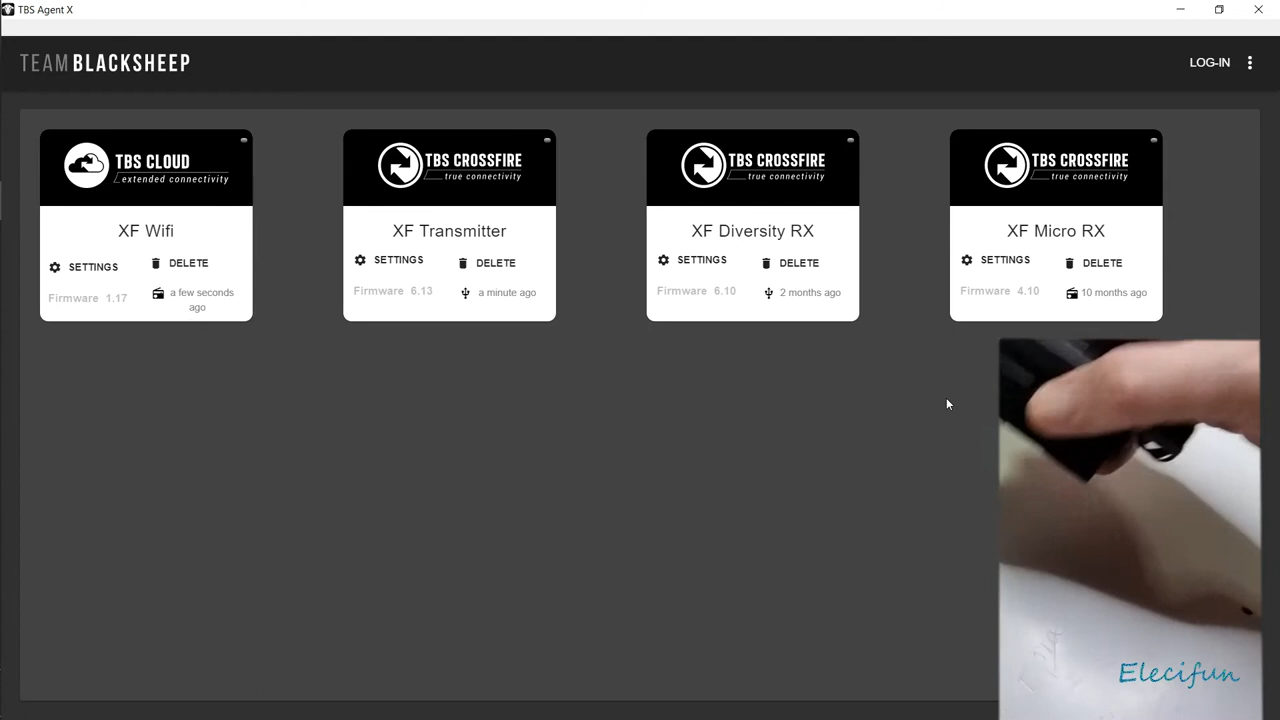 TBS Agent X
TEAM BLACKSHEEP
LOG-IN
TBS CLOUD
extended connectivity
XF Wifi
SETTINGS
DELETE
Firmware 1.17
a few seconds
ago
TBS CROSSFIRE
true connectivity
XF Transmitter
SETTINGS
DELETE
Firmware 6.13
a minute ago
TBS CROSSFIRE
true connectivity
XF Diversity RX
SETTINGS
DELETE
Firmware 6.10
2 months ago
TBS CROSSFIRE
true connectivity
XF Micro RX
SETTINGS
DELETE
Firmware 4.10
10 months ago
Elecifun